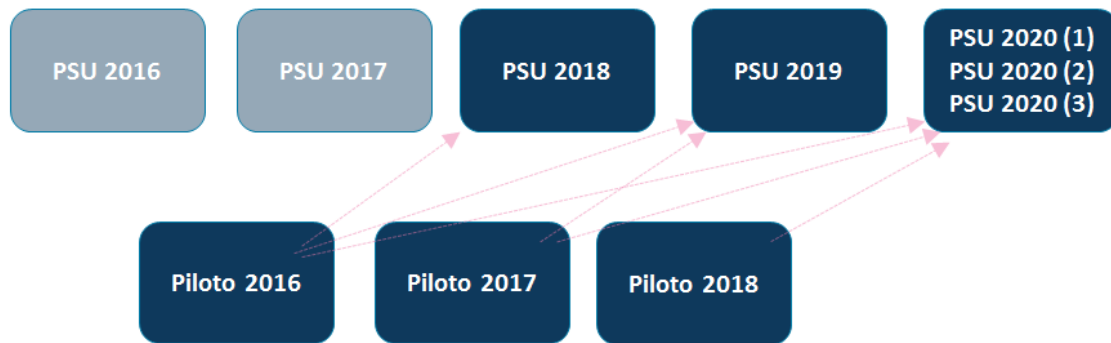 PSU 2016
PSU 2017
PSU 2018
PSU 2019
PSU 2020 (1)
PSU 2020 (2)
PSU 2020 (3)
Piloto 2016
Piloto 2017
Piloto 2018